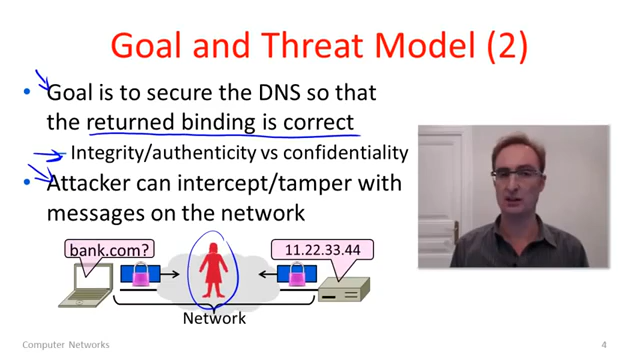 Goal and Threat Model (2)
• Goal is to secure the DNS so that
the returned binding is correct
– Integrity/authenticity vs confidentiality
• Attacker can intercept/tamper with
messages on the network
bank.com?
11.22.33.44
Network
Computer Networks
4